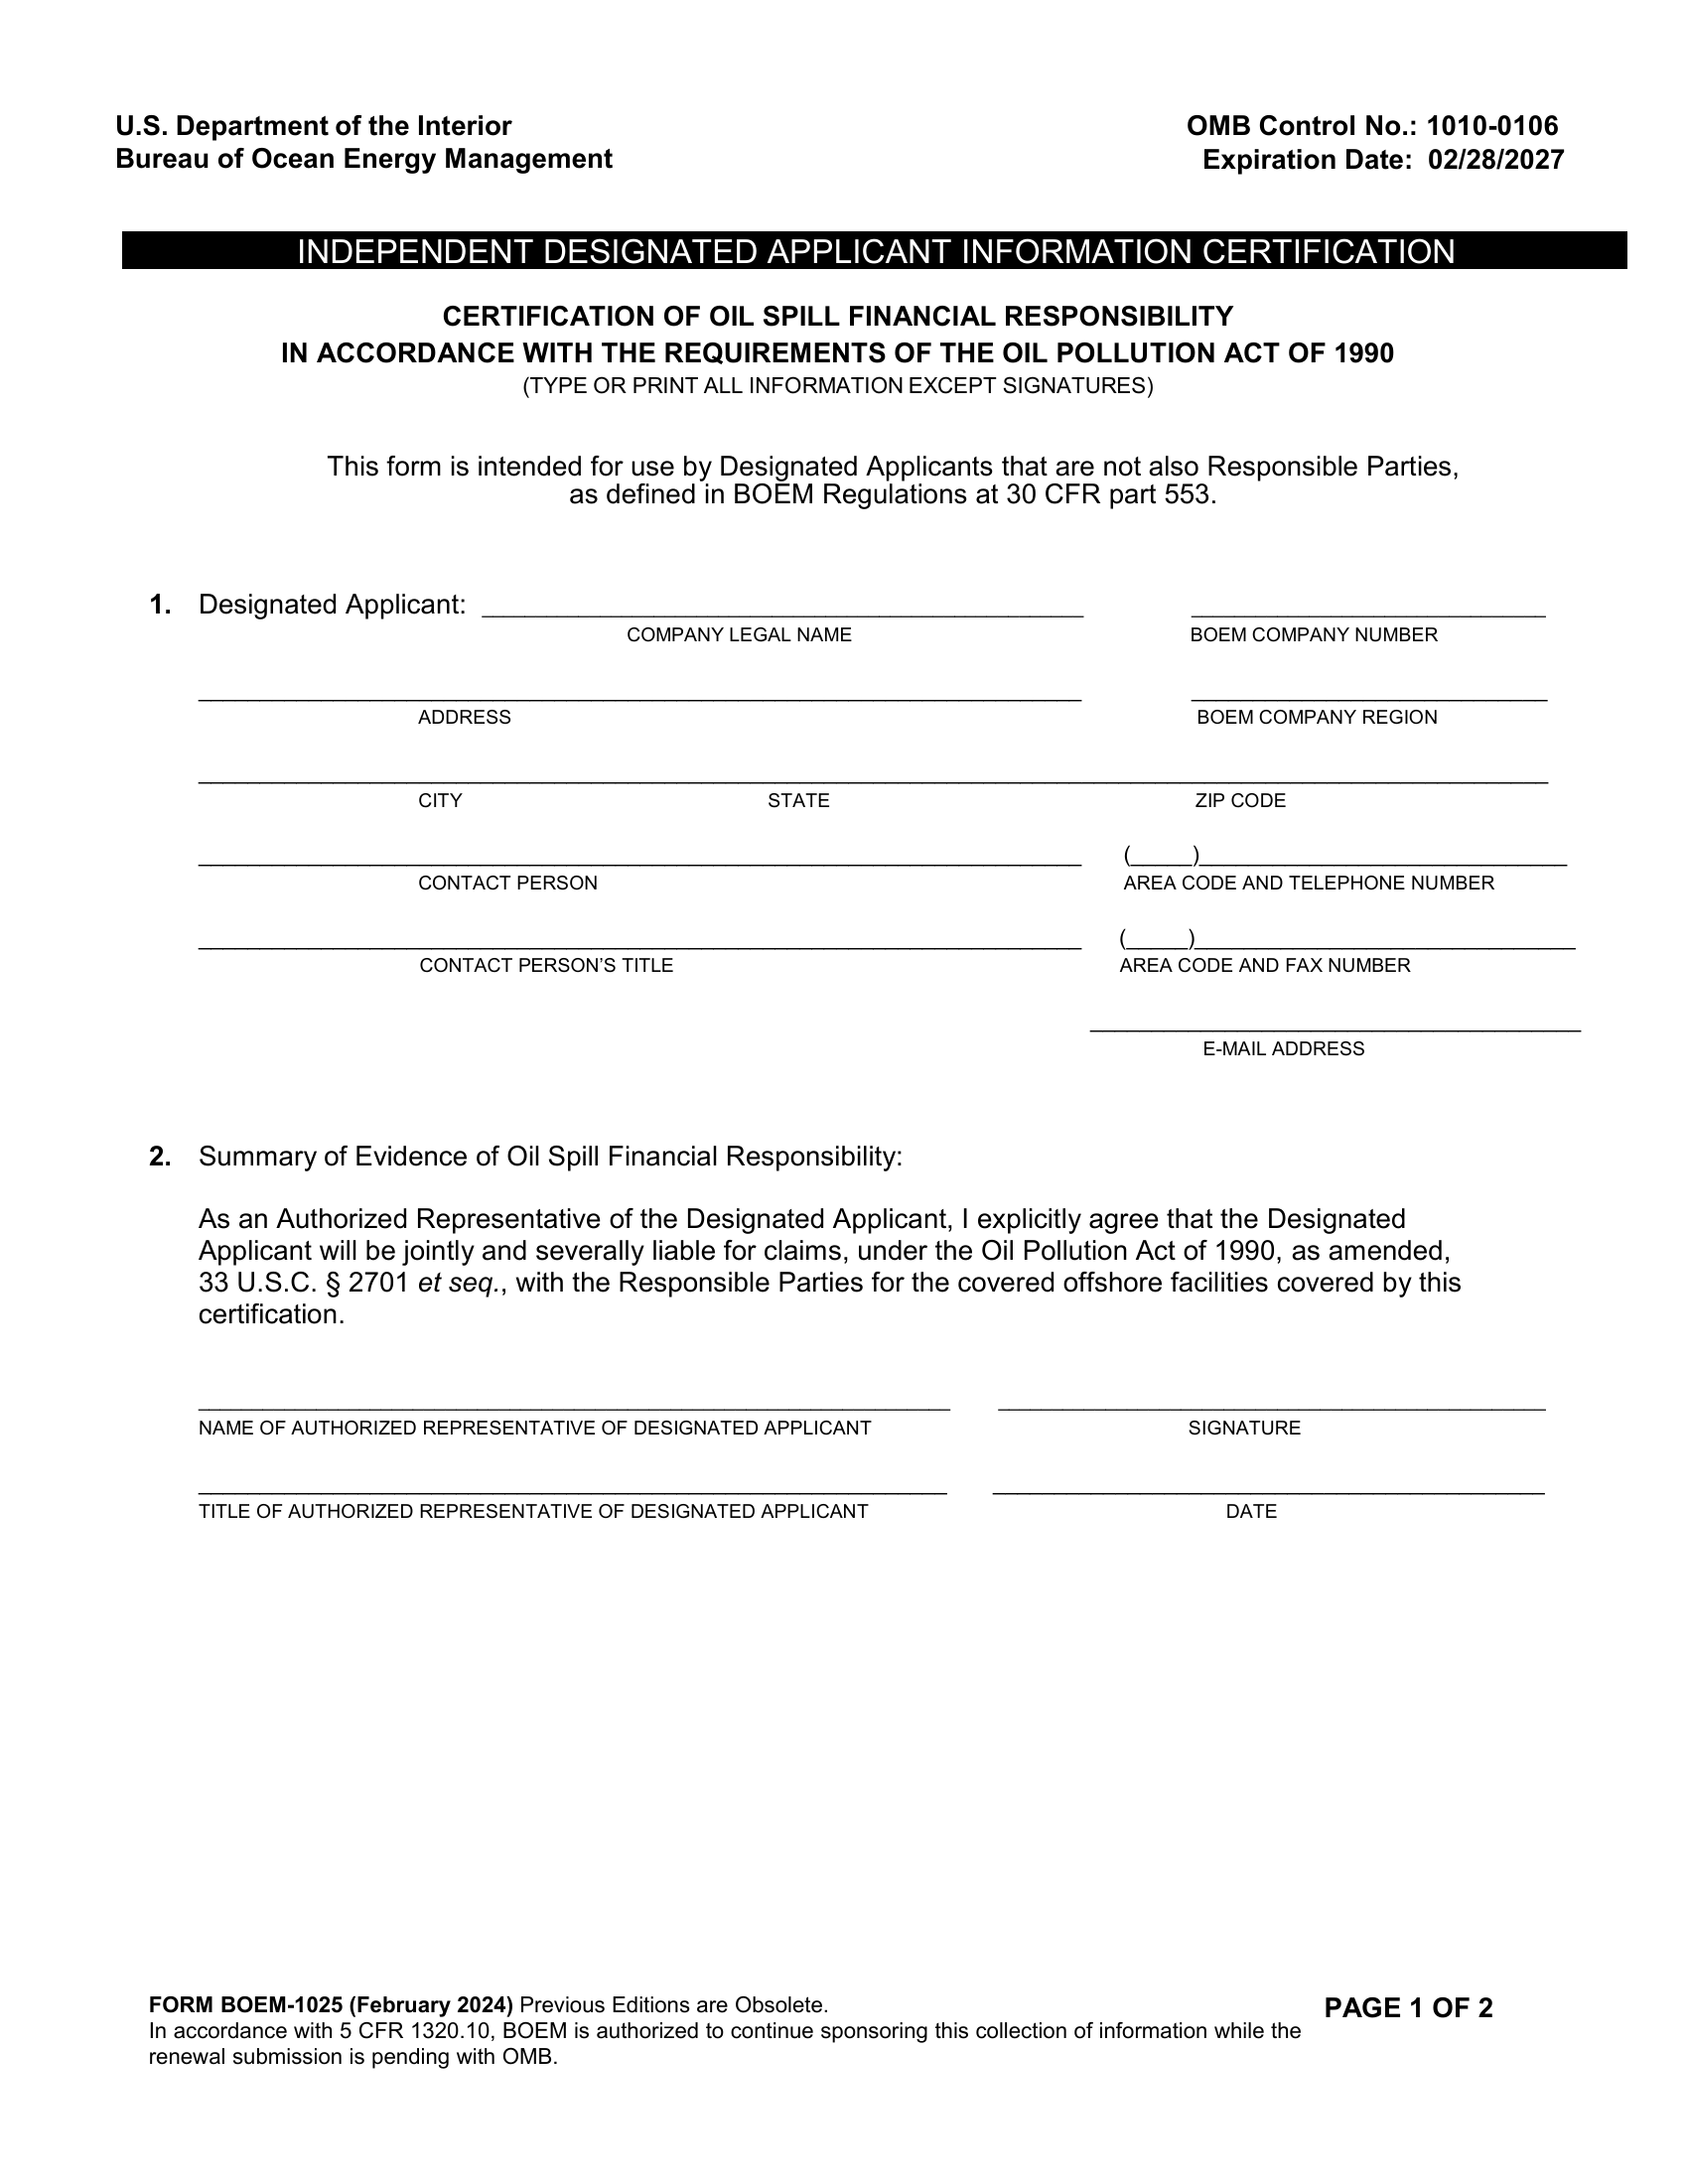 U.S. Department of the Interior
Bureau of Ocean Energy Management
OMB Control No.: 1010-0106
Expiration Date: 02/28/2027
INDEPENDENT DESIGNATED APPLICANT INFORMATION CERTIFICATION
CERTIFICATION OF OIL SPILL FINANCIAL RESPONSIBILITY
IN ACCORDANCE WITH THE REQUIREMENTS OF THE OIL POLLUTION ACT OF 1990
(TYPE OR PRINT ALL INFORMATION EXCEPT SIGNATURES)
This form is intended for use by Designated Applicants that are not also Responsible Parties,
as defined in BOEM Regulations at 30 CFR part 553.
1. Designated Applicant:
COMPANY LEGAL NAME BOEM COMPANY NUMBER
ADDRESS BOEM COMPANY REGION
CITY STATE ZIP CODE
(_____)
CONTACT PERSON AREA CODE AND TELEPHONE NUMBER
(_____)
CONTACT PERSON’S TITLE AREA CODE AND FAX NUMBER
E-MAIL ADDRESS
2. Summary of Evidence of Oil Spill Financial Responsibility:
As an Authorized Representative of the Designated Applicant, I explicitly agree that the Designated
Applicant will be jointly and severally liable for claims, under the Oil Pollution Act of 1990, as amended,
33 U.S.C. § 2701 et seq., with the Responsible Parties for the covered offshore facilities covered by this
certification.
NAME OF AUTHORIZED REPRESENTATIVE OF DESIGNATED APPLICANT SIGNATURE
TITLE OF AUTHORIZED REPRESENTATIVE OF DESIGNATED APPLICANT DATE
FORM BOEM-1025 (February 2024) Previous Editions are Obsolete.
PAGE 1 OF 2
In accordance with 5 CFR 1320.10, BOEM is authorized to continue sponsoring this collection of information while the
renewal submission is pending with OMB.